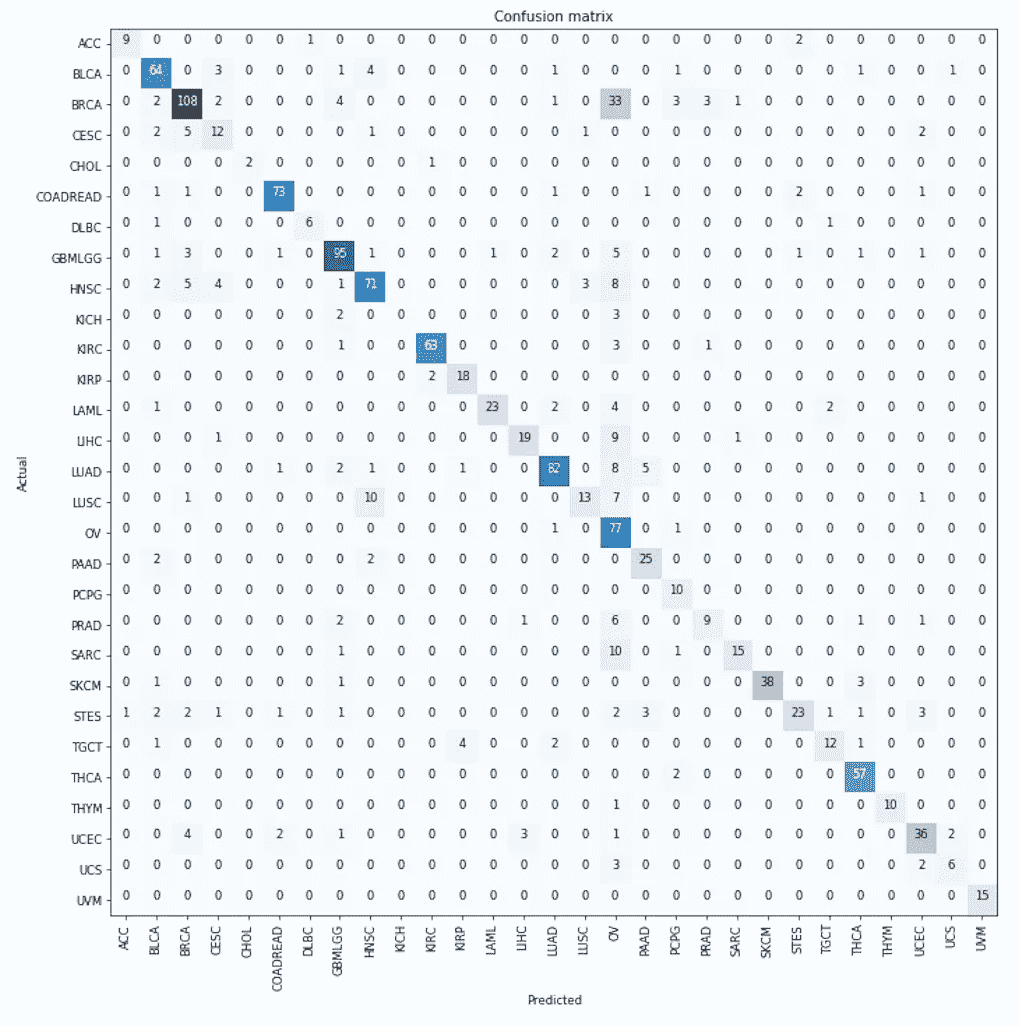 Confusion matrix
ACC 9 0 0 0 0 0 1 0 0 0 0 0 0 0 0 0 0 0 0 0 0 0 2 0 0 0 0 0 0
BLCA 0 64 0 3 0 0 0 1 4 0 0 0 0 0 1 0 0 0 1 0 0 0 0 0 1 0 0 1 0
BRCA 0 2 108 2 0 0 0 4 0 0 0 0 0 0 1 0 33 0 3 3 1 0 0 0 0 0 0 0 0
CESC 0 2 5 12 0 0 0 0 1 0 0 0 0 0 0 1 0 0 0 0 0 0 0 0 0 0 2 0 0
CHOL 0 0 0 0 2 0 0 0 0 0 1 0 0 0 0 0 0 0 0 0 0 0 0 0 0 0 0 0 0
COADREAD 0 1 1 0 0 73 0 0 0 0 0 0 0 0 1 0 0 1 0 0 0 0 2 0 0 0 1 0 0
DLBC 0 1 0 0 0 0 6 0 0 0 0 0 0 0 0 0 0 0 0 0 0 0 0 1 0 0 0 0 0
GBMLGG 0 1 3 0 0 1 0 95 1 0 0 0 1 0 2 0 5 0 0 0 0 0 1 0 1 0 1 0 0
HNSC 0 2 5 4 0 0 0 1 71 0 0 0 0 0 0 3 8 0 0 0 0 0 0 0 0 0 0 0 0
KICH 0 0 0 0 0 0 0 2 0 0 0 0 0 0 0 0 3 0 0 0 0 0 0 0 0 0 0 0 0
KIRC 0 0 0 0 0 0 0 1 0 0 63 0 0 0 0 0 3 0 0 1 0 0 0 0 0 0 0 0 0
KIRP 0 0 0 0 0 0 0 0 0 0 2 18 0 0 0 0 0 0 0 0 0 0 0 0 0 0 0 0 0
LAML 0 1 0 0 0 0 0 0 0 0 0 0 23 0 2 0 4 0 0 0 0 0 0 2 0 0 0 0 0
LIHC 0 0 0 1 0 0 0 0 0 0 0 0 0 19 0 0 9 0 0 0 1 0 0 0 0 0 0 0 0
LUAD 0 0 0 0 0 1 0 2 1 0 0 1 0 0 82 0 8 5 0 0 0 0 0 0 0 0 0 0 0
LUSC 0 0 1 0 0 0 0 0 10 0 0 0 0 0 0 13 7 0 0 0 0 0 0 0 0 0 1 0 0
OV 0 0 0 0 0 0 0 0 0 0 0 0 0 0 1 0 77 0 1 0 0 0 0 0 0 0 0 0 0
PAAD 0 2 0 0 0 0 0 0 2 0 0 0 0 0 0 0 0 25 0 0 0 0 0 0 0 0 0 0 0
PCPG 0 0 0 0 0 0 0 0 0 0 0 0 0 0 0 0 0 0 10 0 0 0 0 0 0 0 0 0 0
PRAD 0 0 0 0 0 0 0 2 0 0 0 0 0 1 0 0 6 0 0 9 0 0 0 0 1 0 1 0 0
SARC 0 0 0 0 0 0 0 1 0 0 0 0 0 0 0 0 10 0 1 0 15 0 0 0 0 0 0 0 0
SKCM 0 1 0 0 0 0 0 1 0 0 0 0 0 0 0 0 0 0 0 0 0 38 0 0 3 0 0 0 0
STES 1 2 2 1 0 1 0 1 0 0 0 0 0 0 0 0 2 3 0 0 0 0 23 1 1 0 3 0 0
TGCT 0 1 0 0 0 0 0 0 0 0 0 4 0 0 2 0 0 0 0 0 0 0 0 12 1 0 0 0 0
THCA 0 0 0 0 0 0 0 0 0 0 0 0 0 0 0 0 0 0 2 0 0 0 0 0 57 0 0 0 0
THYM 0 0 0 0 0 0 0 0 0 0 0 0 0 0 0 0 1 0 0 0 0 0 0 0 0 10 0 0 0
UCEC 0 0 4 0 0 2 0 1 0 0 0 0 0 3 0 0 1 0 0 0 0 0 0 0 0 0 36 2 0
UCS 0 0 0 0 0 0 0 0 0 0 0 0 0 0 0 0 3 0 0 0 0 0 0 0 0 0 2 6 0
UVM 0 0 0 0 0 0 0 0 0 0 0 0 0 0 0 0 0 0 0 0 0 0 0 0 0 0 0 0 15
Actual
ACC BLCA BRCA CESC CHOL COADREAD DLBC GBMLGG HNSC KICH KIRC KIRP LAML LIHC LUAD LUSC OV PAAD PCPG PRAD SARC SKCM STES TGCT THCA THYM UCEC UCS UVM
Predicted